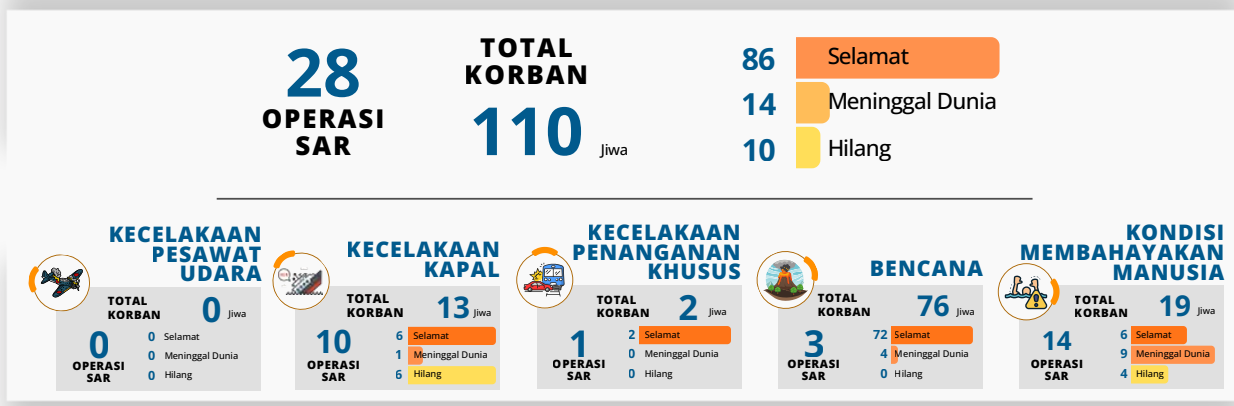 28
OPERASI
SAR
TOTAL
KORBAN
110 Jiwa
86 Selamat
14 Meninggal Dunia
10 Hilang
KECELAKAAN
PESAWAT
UDARA
TOTAL
KORBAN
0 Jiwa
0
OPERASI
SAR
0 Selamat
0 Meninggal Dunia
0 Hilang
KECELAKAAN
KAPAL
TOTAL
KORBAN
13 Jiwa
10
OPERASI
SAR
6 Selamat
1 Meninggal Dunia
6 Hilang
KECELAKAAN
PENANGANAN
KHUSUS
TOTAL
KORBAN
2 Jiwa
1
OPERASI
SAR
2 Selamat
0 Meninggal Dunia
0 Hilang
BENCANA
TOTAL
KORBAN
76 Jiwa
3
OPERASI
SAR
72 Selamat
4 Meninggal Dunia
0 Hilang
KONDISI
MEMBAHAYAKAN
MANUSIA
TOTAL
KORBAN
19 Jiwa
14
OPERASI
SAR
6 Selamat
9 Meninggal Dunia
4 Hilang